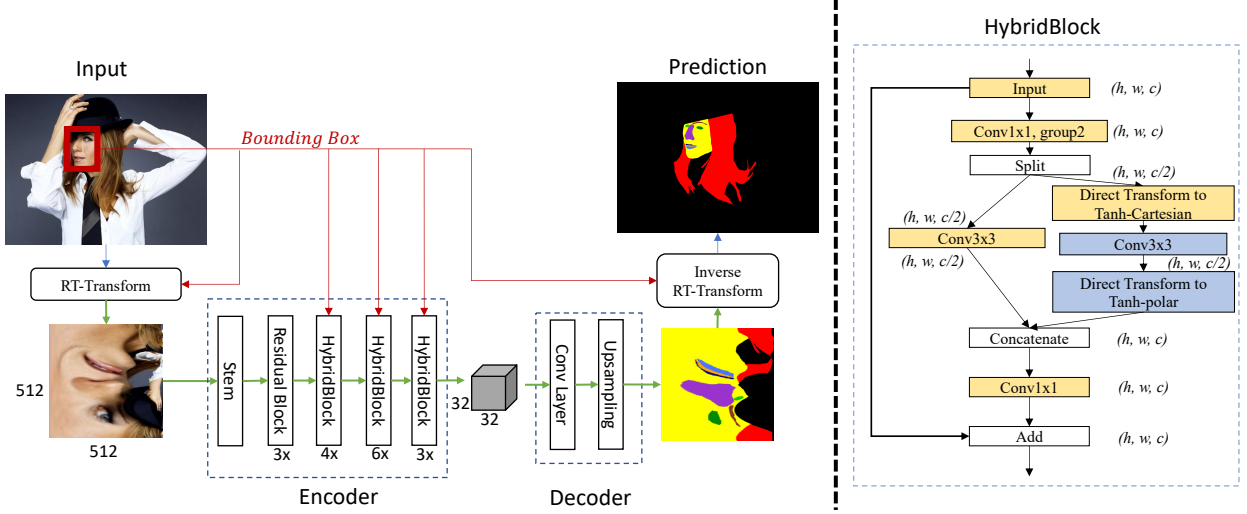 Input
Bounding Box
Prediction
RT-Transform
Inverse
RT-Transform
512
512
Stem
Residual Block
3x
HybridBlock
4x
HybridBlock
6x
HybridBlock
3x
Encoder
32
32
Conv Layer
Upsampling
Decoder
HybridBlock
Input
(h, w, c)
Conv1x1, group2
(h, w, c)
Split
(h, w, c/2)
Direct Transform to
Tanh-Cartesian
(h, w, c/2)
Conv3x3
(h, w, c/2)
Conv3x3
(h, w, c/2)
Direct Transform to
Tanh-polar
Concatenate
(h, w, c)
Conv1x1
(h, w, c)
Add
(h, w, c)